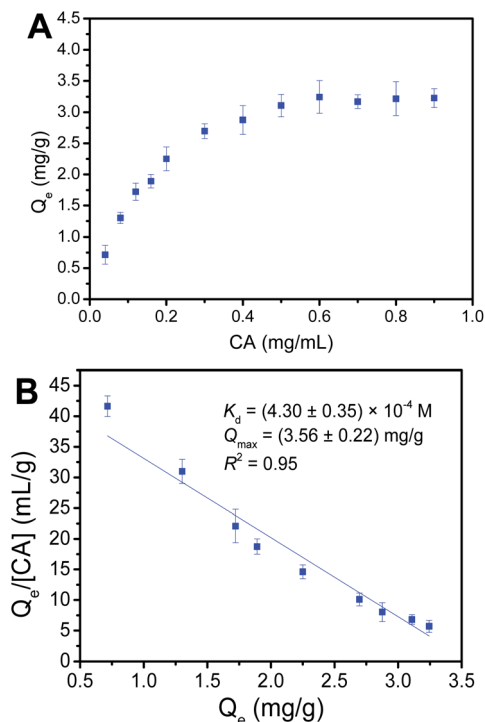 A
4.5
4.0
3.5
3.0
2.5
2.0
1.5
1.0
0.5
0.0
Qe (mg/g)
0.0 0.2 0.4 0.6 0.8 1.0
CA (mg/mL)
B
45
40
35
30
25
20
15
10
5
0
Qe/[CA] (mL/g)
Kd = (4.30 ± 0.35) × 10⁻⁴ M
Qmax = (3.56 ± 0.22) mg/g
R² = 0.95
0.5 1.0 1.5 2.0 2.5 3.0 3.5
Qe (mg/g)